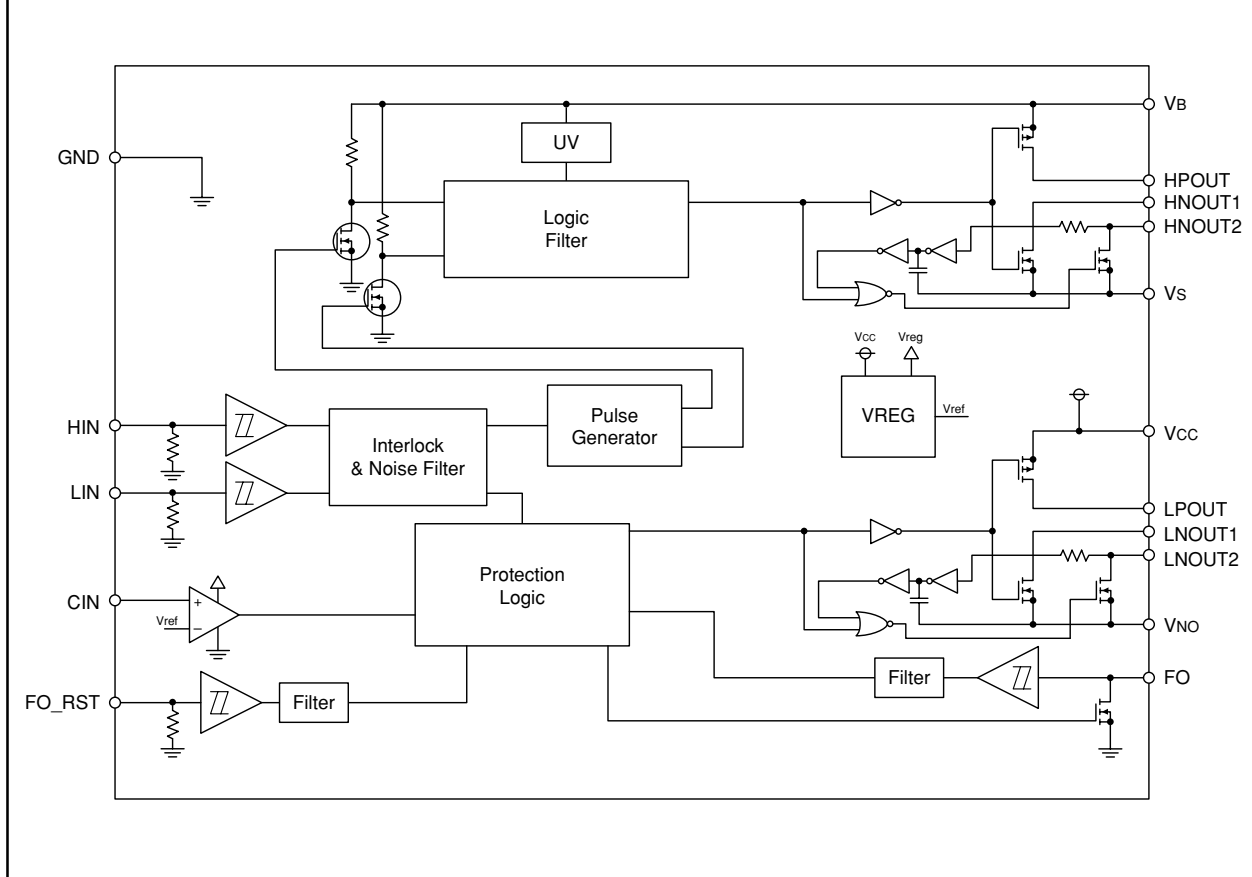 VB
UV
GND
HPOUT
Logic
Filter
HNOUT1
HNOUT2
VS
VCC
Vreg
VREG
Vref
HIN
Pulse
Generator
Interlock
& Noise Filter
VCC
LIN
LPOUT
LNOUT1
LNOUT2
Protection
Logic
CIN
+
Vref
−
VNO
Filter
FO
FO_RST
Filter